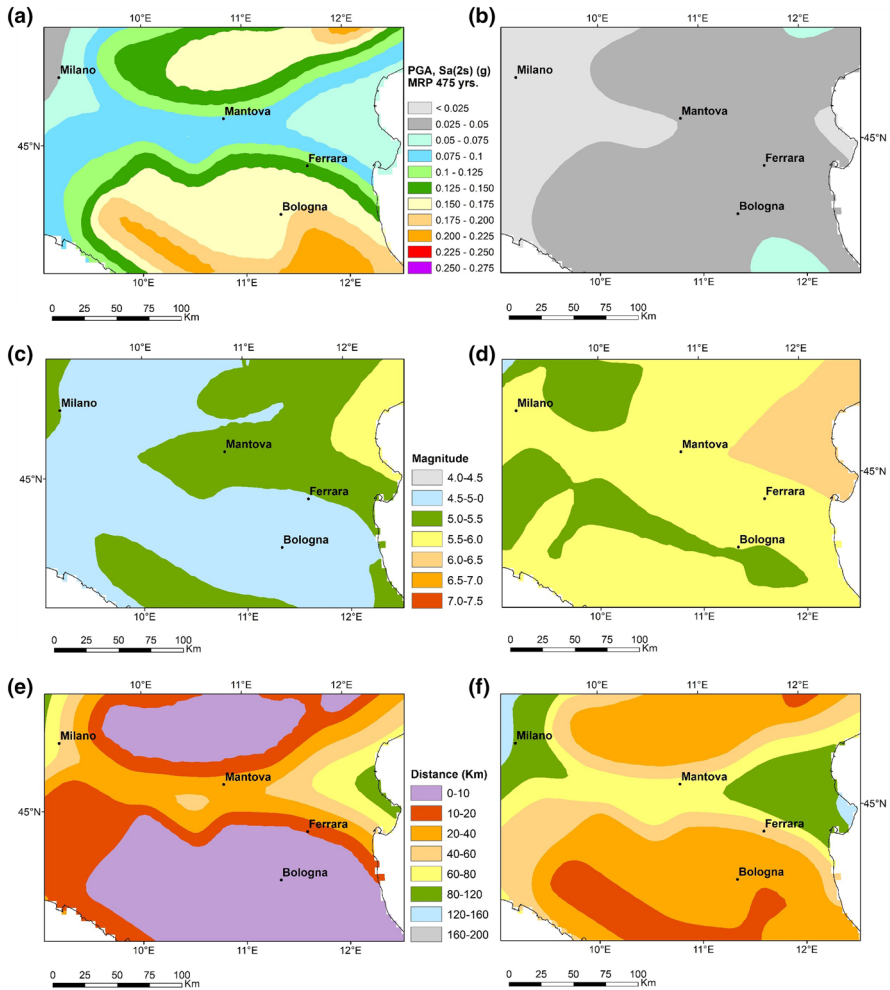 (a)
10°E 11°E 12°E
Milano
Mantova
45°N
Ferrara
Bologna
10°E 11°E 12°E
0 25 50 75 100
Km
PGA, Sa(2s) (g)
MRP 475 yrs.
< 0.025
0.025 - 0.05
0.05 - 0.075
0.075 - 0.1
0.1 - 0.125
0.125 - 0.150
0.150 - 0.175
0.175 - 0.200
0.200 - 0.225
0.225 - 0.250
0.250 - 0.275
(b)
10°E 11°E 12°E
Milano
Mantova
45°N
Ferrara
Bologna
10°E 11°E 12°E
0 25 50 75 100
Km
(c)
10°E 11°E 12°E
Milano
Mantova
45°N
Ferrara
Bologna
10°E 11°E 12°E
0 25 50 75 100
Km
Magnitude
4.0-4.5
4.5-5.0
5.0-5.5
5.5-6.0
6.0-6.5
6.5-7.0
7.0-7.5
(d)
10°E 11°E 12°E
Milano
Mantova
45°N
Ferrara
Bologna
10°E 11°E 12°E
0 25 50 75 100
Km
(e)
10°E 11°E 12°E
Milano
Mantova
45°N
Ferrara
Bologna
10°E 11°E 12°E
0 25 50 75 100
Km
Distance (Km)
0-10
10-20
20-40
40-60
60-80
80-120
120-160
160-200
(f)
10°E 11°E 12°E
Milano
Mantova
45°N
Ferrara
Bologna
10°E 11°E 12°E
0 25 50 75 100
Km